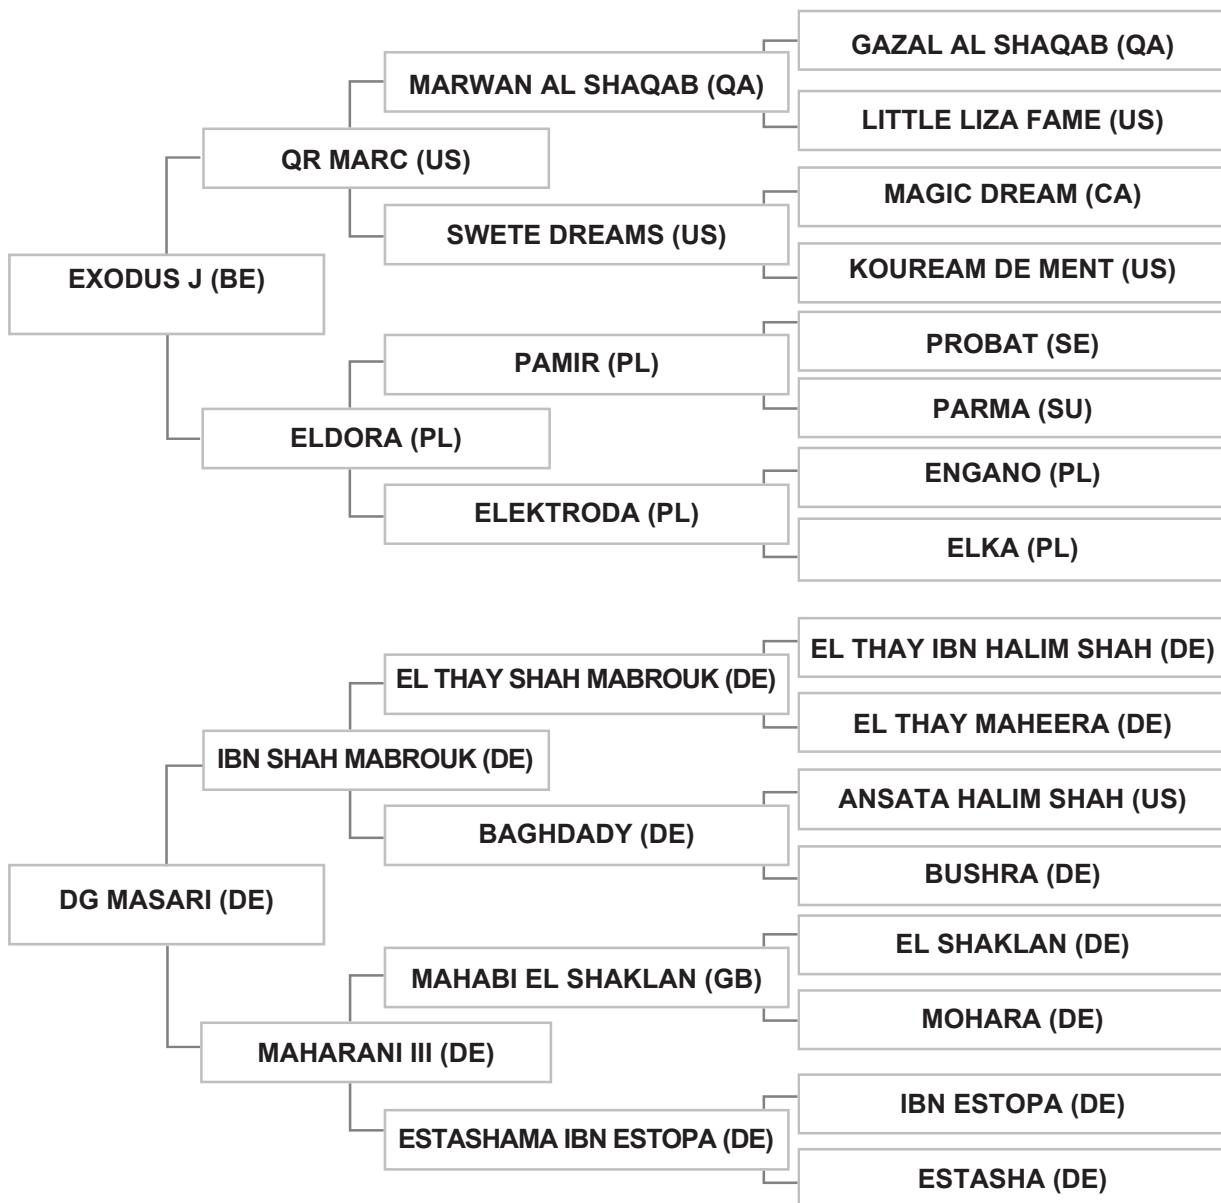 GAZAL AL SHAQAB (QA)
MARWAN AL SHAQAB (QA)
LITTLE LIZA FAME (US)
QR MARC (US)
MAGIC DREAM (CA)
SWETE DREAMS (US)
KOUREAM DE MENT (US)
EXODUS J (BE)
PROBAT (SE)
PAMIR (PL)
PARMA (SU)
ELDORA (PL)
ENGANO (PL)
ELEKTRODA (PL)
ELKA (PL)
EL THAY IBN HALIM SHAH (DE)
EL THAY SHAH MABROUK (DE)
EL THAY MAHEERA (DE)
IBN SHAH MABROUK (DE)
ANSATA HALIM SHAH (US)
BAGHDADY (DE)
BUSHRA (DE)
DG MASARI (DE)
EL SHAKLAN (DE)
MAHABI EL SHAKLAN (GB)
MOHARA (DE)
MAHARANI III (DE)
IBN ESTOPA (DE)
ESTASHAMA IBN ESTOPA (DE)
ESTASHA (DE)